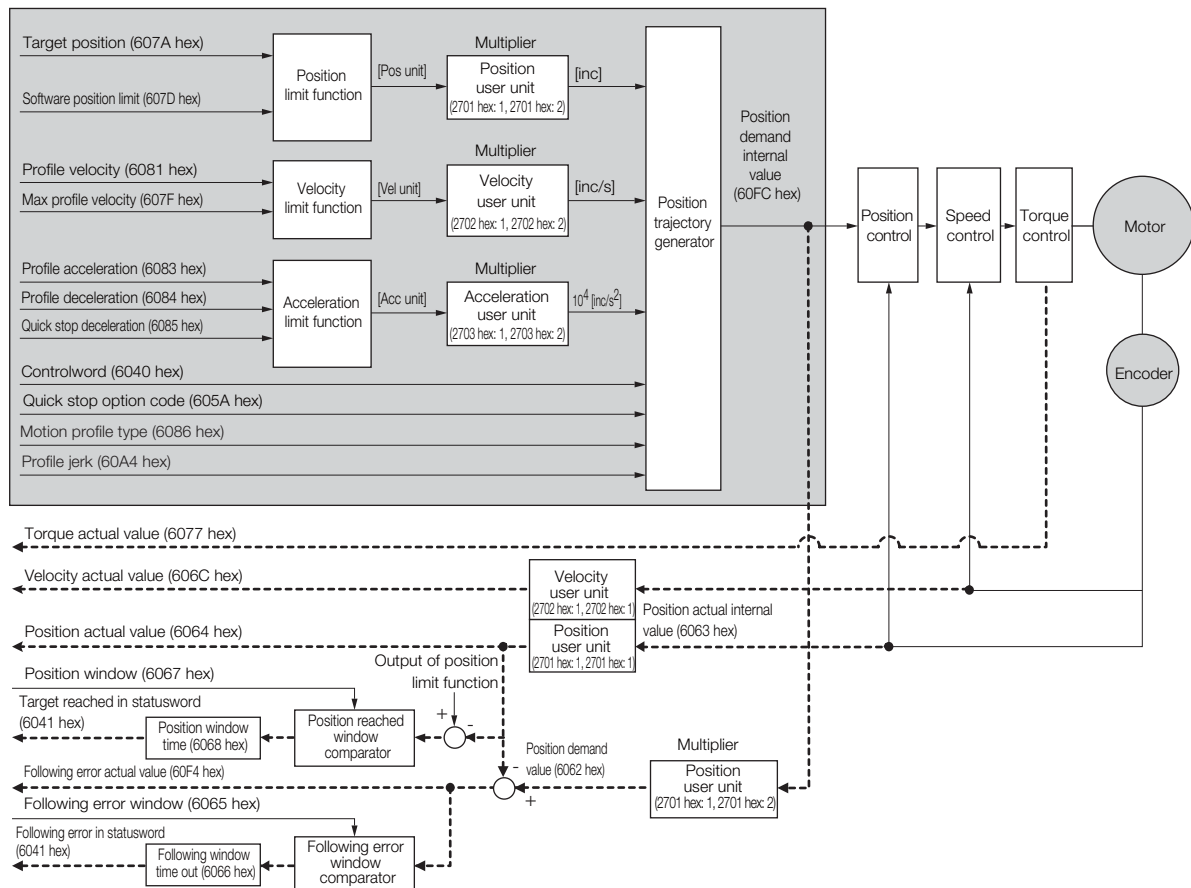 Target position (607A hex)
Software position limit (607D hex)
Position
limit function
[Pos unit]
Multiplier
Position
user unit
(2701 hex: 1, 2701 hex: 2)
[inc]
Profile velocity (6081 hex)
Max profile velocity (607F hex)
Velocity
limit function
[Vel unit]
Multiplier
Velocity
user unit
(2702 hex: 1, 2702 hex: 2)
[inc/s]
Profile acceleration (6083 hex)
Profile deceleration (6084 hex)
Quick stop deceleration (6085 hex)
Acceleration
limit function
[Acc unit]
Multiplier
Acceleration
user unit
(2703 hex: 1, 2703 hex: 2)
10⁴ [inc/s²]
Controlword (6040 hex)
Quick stop option code (605A hex)
Motion profile type (6086 hex)
Profile jerk (60A4 hex)
Position
trajectory
generator
Position
demand
internal
value
(60FC hex)
Position
control
Speed
control
Torque
control
Motor
Encoder
Torque actual value (6077 hex)
Velocity actual value (606C hex)
Velocity
user unit
(2702 hex: 1, 2702 hex: 1)
Position actual value (6064 hex)
Position
user unit
(2701 hex: 1, 2701 hex: 1)
Position actual internal
value (6063 hex)
Position window (6067 hex)
Output of position
limit function
Target reached in statusword
(6041 hex)
Position window
time (6068 hex)
Position reached
window
comparator
+
-
Following error actual value (60F4 hex)
-
+
Position demand
value (6062 hex)
Multiplier
Position
user unit
(2701 hex: 1, 2701 hex: 2)
Following error window (6065 hex)
Following error in statusword
(6041 hex)
Following window
time out (6066 hex)
Following error
window
comparator